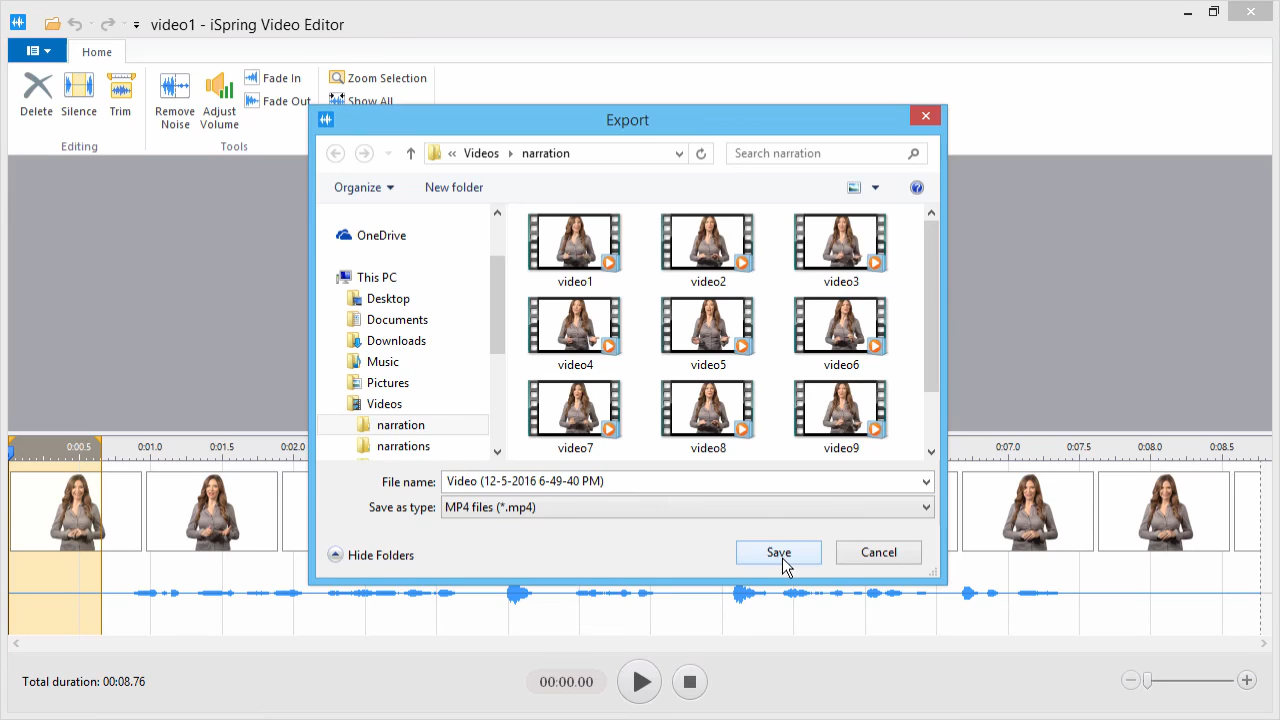 video1 - iSpring Video Editor
Home
Delete
Silence
Trim
Editing
Remove
Noise
Adjust
Volume
Fade In
Fade Out
Tools
Zoom Selection
Show All
Export
« Videos
narration
Search narration
Organize
New folder
OneDrive
This PC
Desktop
Documents
Downloads
Music
Pictures
Videos
narration
narrations
video1
video2
video3
video4
video5
video6
video7
video8
video9
File name:
Video (12-5-2016 6-49-40 PM)
Save as type:
MP4 files (*.mp4)
Hide Folders
Save
Cancel
0:00.5
0:01.0
0:01.5
0:02.0
0:07.0
0:07.5
0:08.0
0:08.5
Total duration: 00:08.76
00:00.00